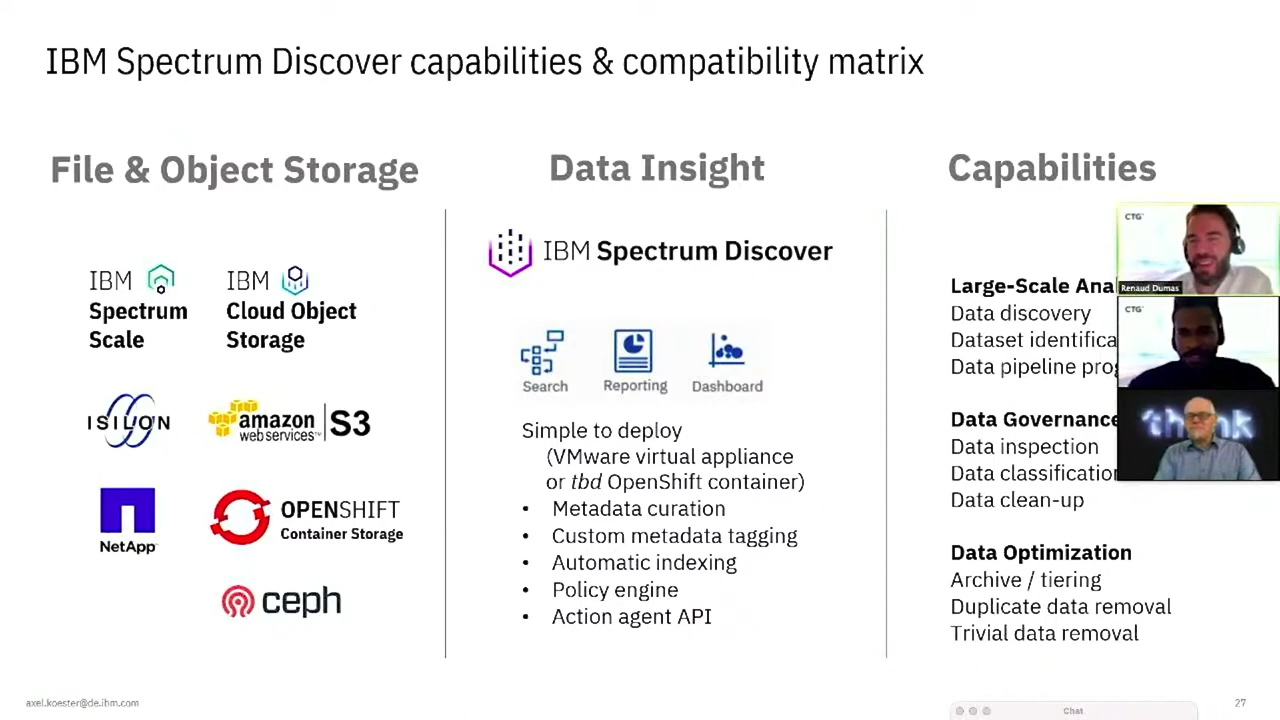 IBM Spectrum Discover capabilities & compatibility matrix
File & Object Storage
IBM
Spectrum
Scale
IBM
Cloud Object
Storage
ISILON
amazon
web services™
S3
NetApp
OPENSHIFT
Container Storage
ceph
Data Insight
IBM Spectrum Discover
Search
Reporting
Dashboard
Simple to deploy
(VMware virtual appliance
or tbd OpenShift container)
• Metadata curation
• Custom metadata tagging
• Automatic indexing
• Policy engine
• Action agent API
Capabilities
Large-Scale Ana
Data discovery
Dataset identifica
Data pipeline prog
Data Governance
Data inspection
Data classification
Data clean-up
Data Optimization
Archive / tiering
Duplicate data removal
Trivial data removal
CTG
Renaud Dumas
CTG
think
axel.koester@de.ibm.com
Chat
27